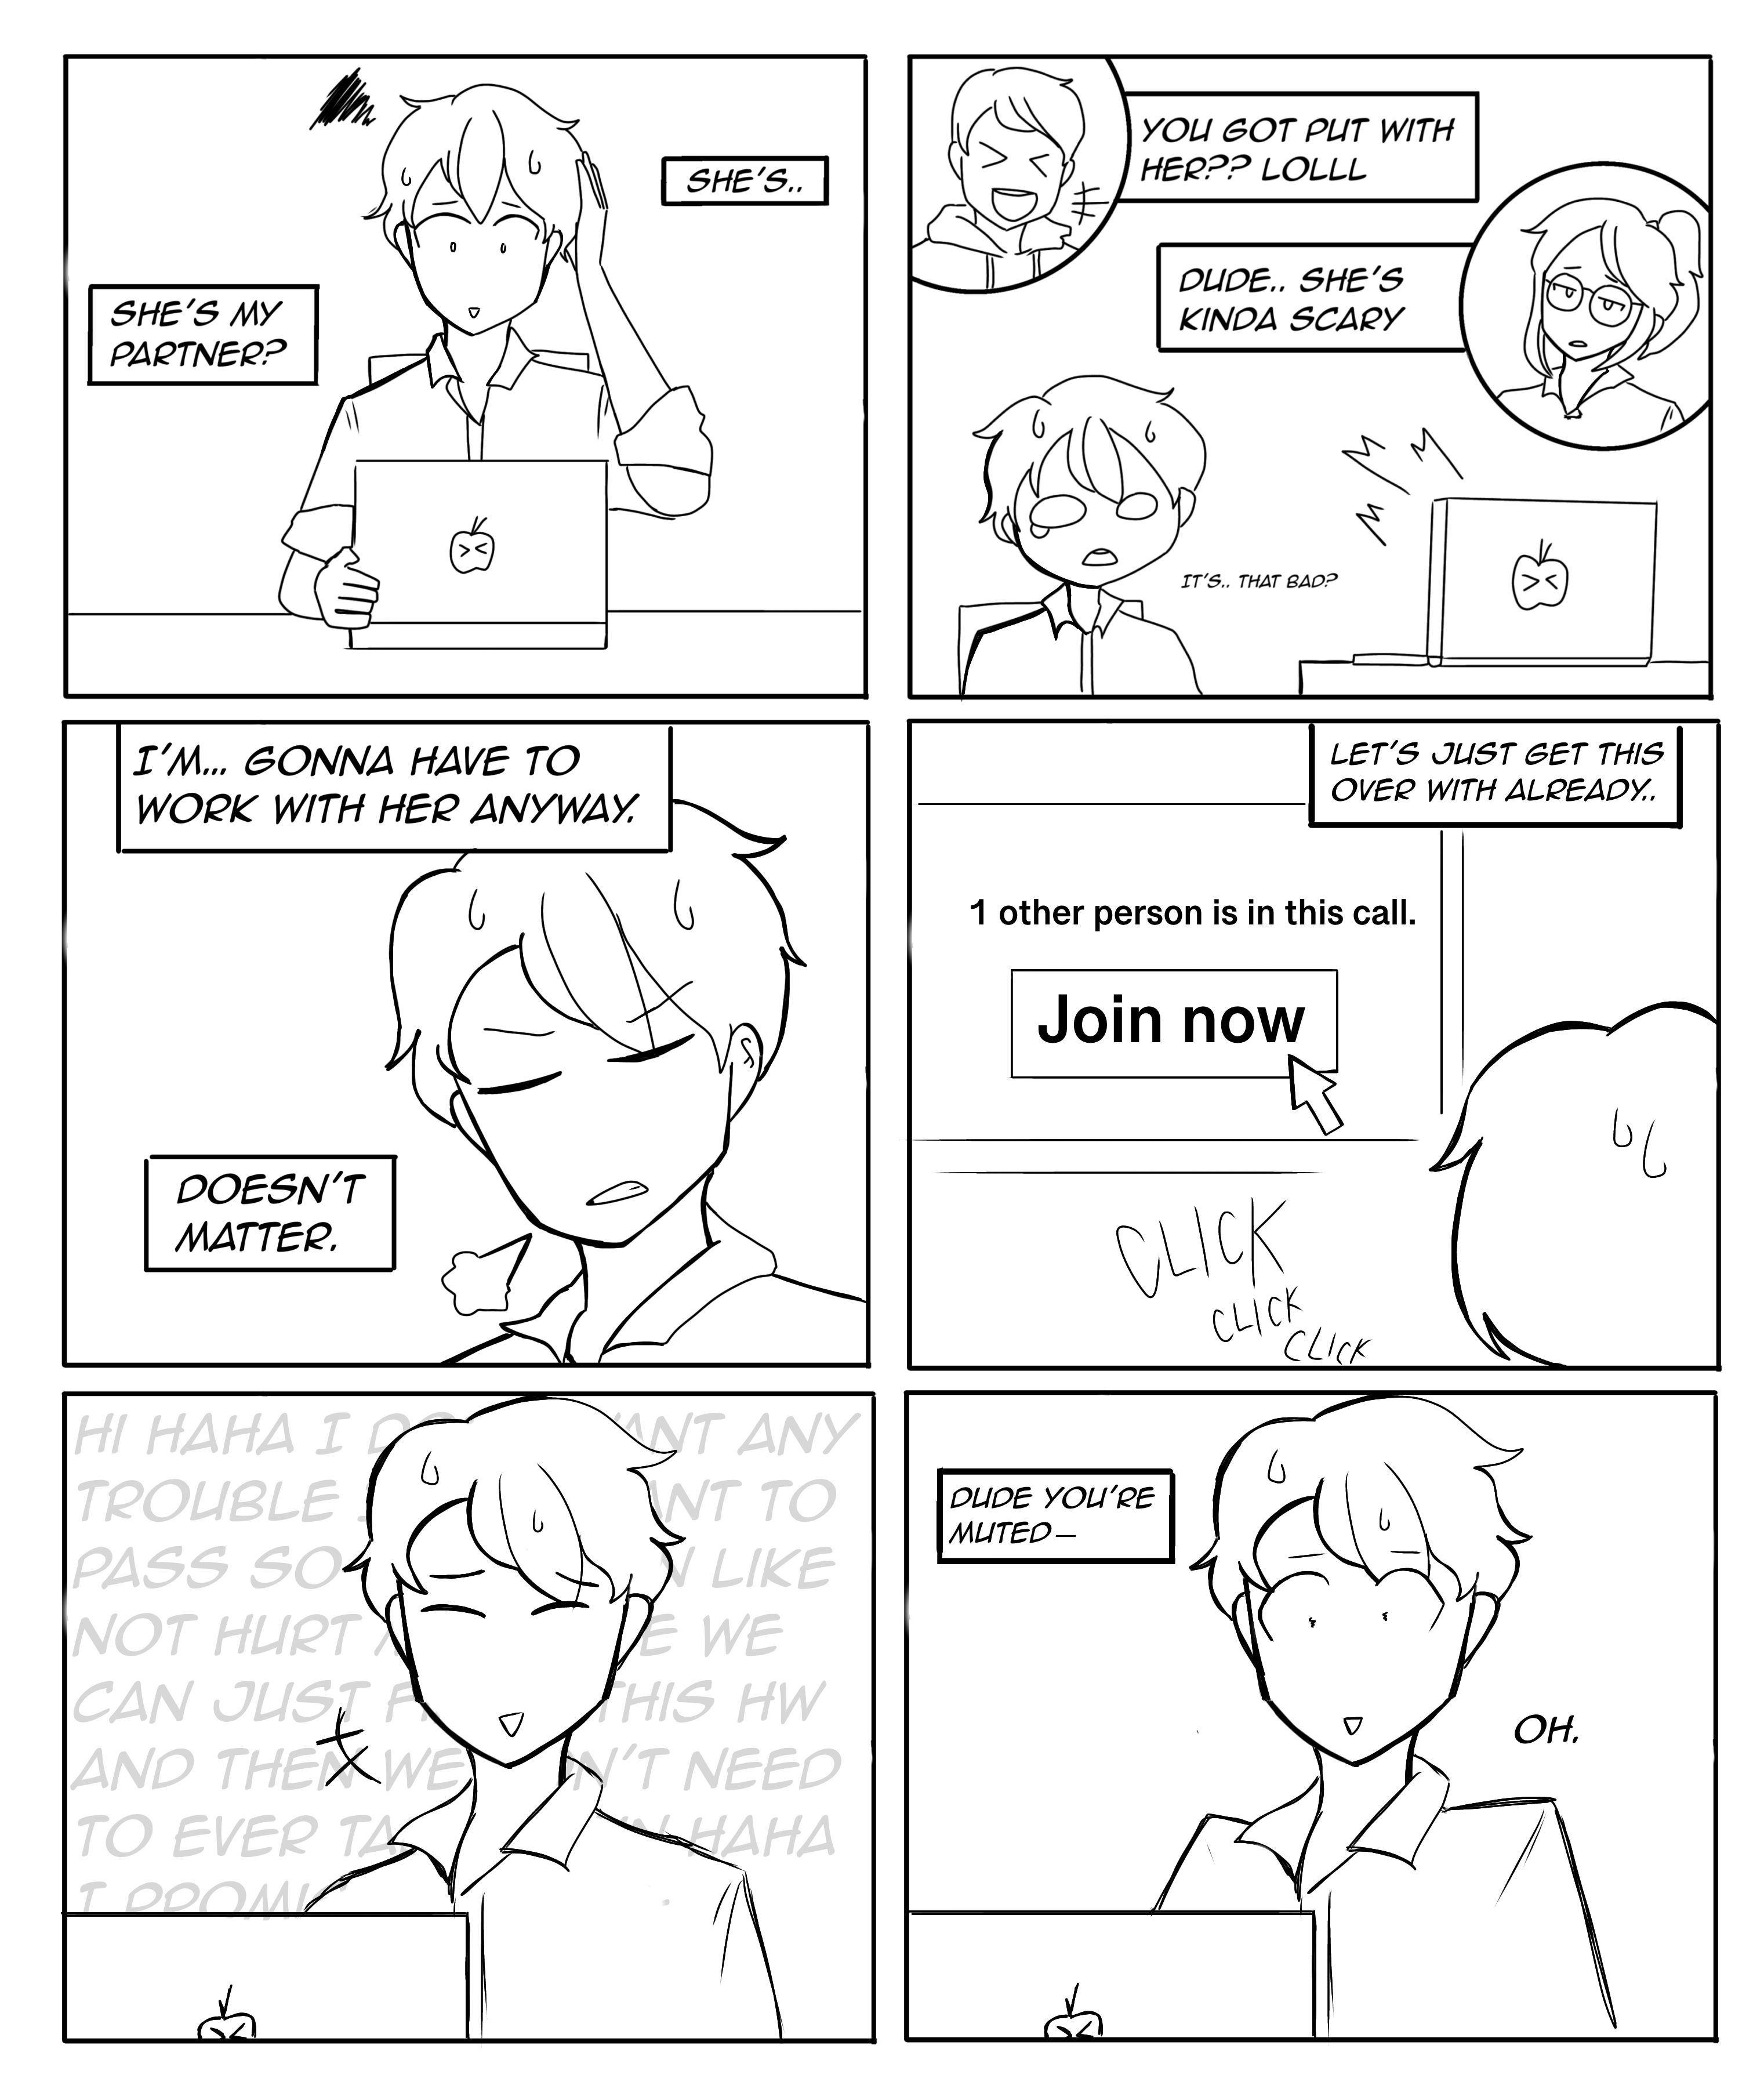 SHE'S..
SHE'S MY
PARTNER?
YOU GOT PUT WITH
HER?? LOLLL
DUDE.. SHE'S
KINDA SCARY
IT'S.. THAT BAD?
I'M... GONNA HAVE TO
WORK WITH HER ANYWAY.
DOESN'T
MATTER.
LET'S JUST GET THIS
OVER WITH ALREADY..
1 other person is in this call.
Join now
CLICK
CLICK
CLICK
HI HAHA I ANY
TROUBLE TO
PASS SO LIKE
NOT HURT WE
CAN JUST THIS HW
AND THEN WE NEED
TO EVER HAHA
I
DUDE YOU'RE
MUTED—
OH.